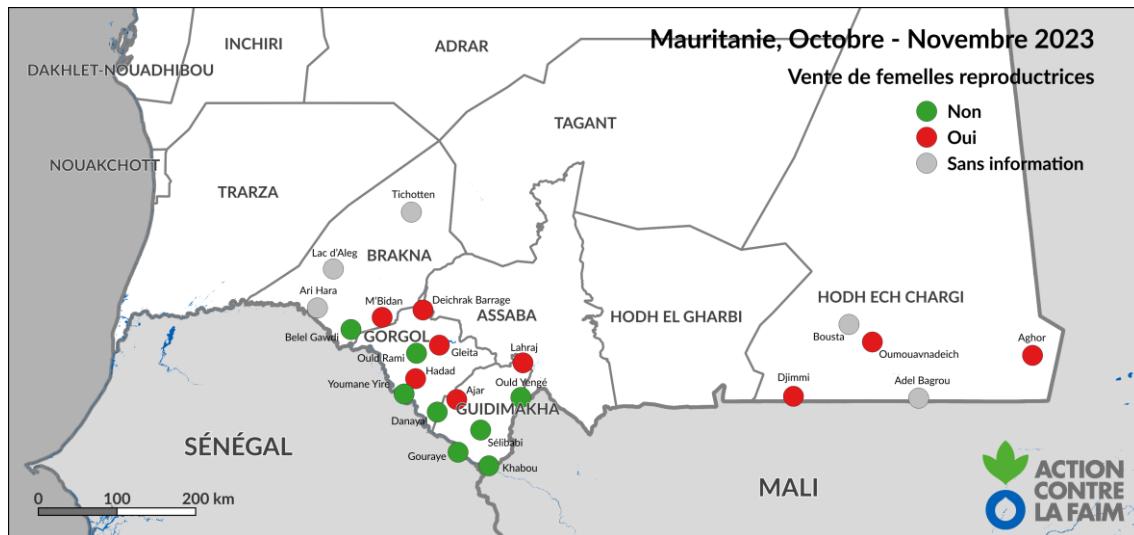 Mauritanie, Octobre - Novembre 2023
Vente de femelles reproductrices
Non
Oui
Sans information
INCHIRI
ADRAR
DAKHLET-NOUADHIBOU
TAGANT
NOUAKCHOTT
TRARZA
Tichotten
Lac d'Aleg
BRAKNA
Ari Hara
M'Bidan
Deichrak Barrage
HODH ECH CHARGI
ASSABA
HODH EL GHARBI
Belel Gawdi
GORGOL
Bousta
Gleita
Oumouavnadeich
Aghor
Ould Rami
Lahraj
Hadad
Djimmi
Adel Bagrou
Youmane Yiré
Ajar
Ould Yengé
GUIDIMAKHA
Danayal
Sélibabi
SÉNÉGAL
Gouraye
Khabou
MALI
0 100 200 km
ACTION
CONTRE
LA FAIM